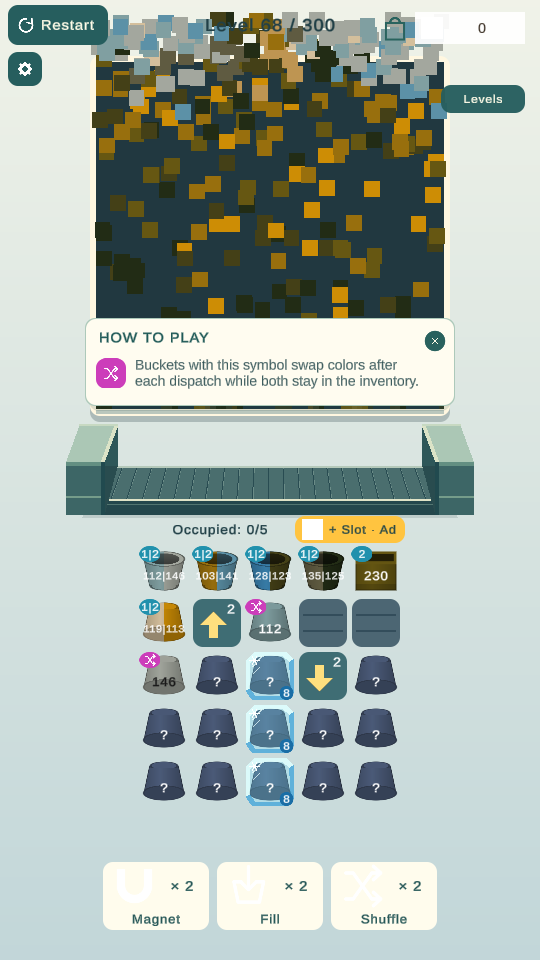 Restart
Level 68 / 300
0
Levels
HOW TO PLAY
Buckets with this symbol swap colors after
each dispatch while both stay in the inventory.
Occupied: 0/5
+ Slot · Ad
1|2 1|2 1|2 1|2 2
112|146 103|141 128|123 135|125 230
1|2 2
119|113 112
2
146 ? ? ?
8
? ? ? ? ?
8
? ? ? ? ?
8
× 2 × 2 × 2
Magnet Fill Shuffle